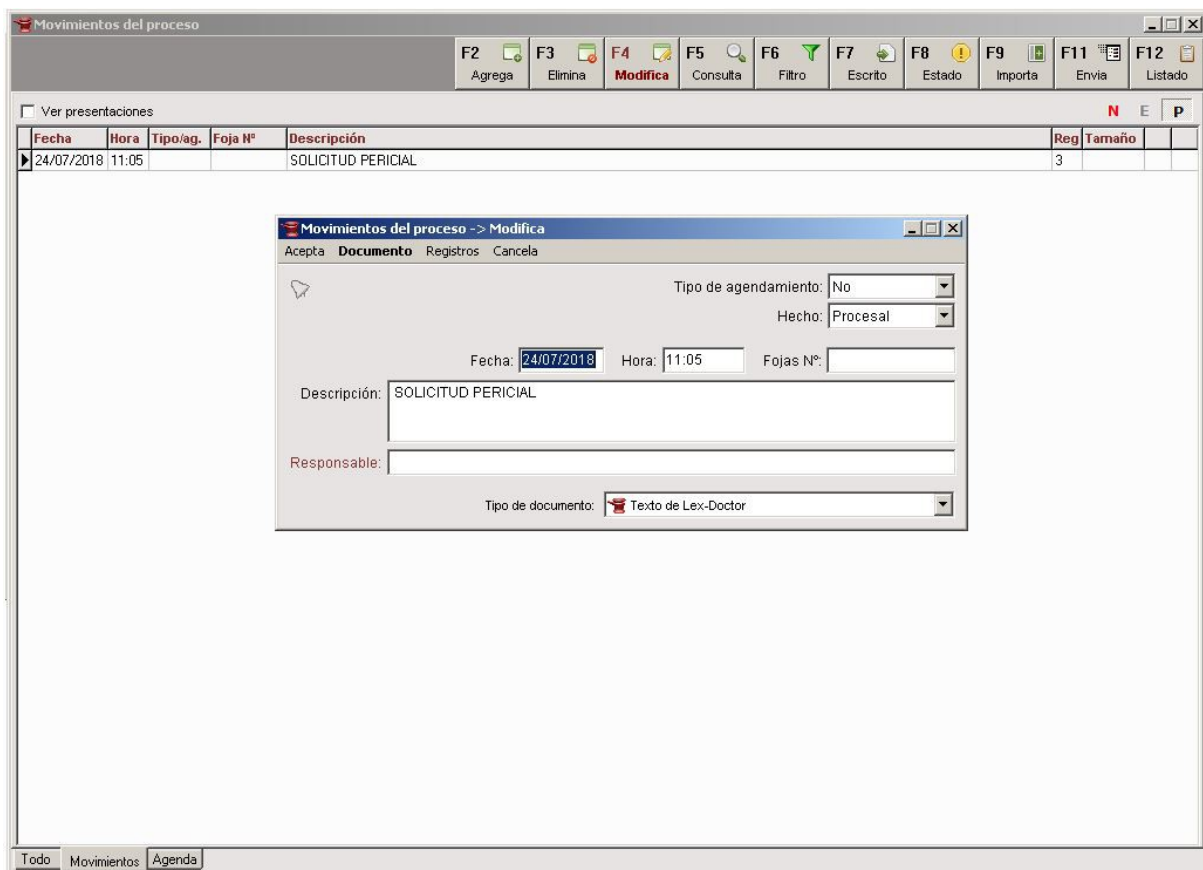 Movimientos del proceso
F2 F3 F4 F5 F6 F7 F8 F9 F11 F12
Agrega Elimina Modifica Consulta Filtro Escrito Estado Importa Envia Listado
Ver presentaciones N E P
Fecha Hora Tipo/ag. Foja Nº Descripción Reg Tamaño
24/07/2018 11:05 SOLICITUD PERICIAL 3
Movimientos del proceso -> Modifica
Acepta Documento Registros Cancela
Tipo de agendamiento: No
Hecho: Procesal
Fecha: 24/07/2018 Hora: 11:05 Fojas Nº:
Descripción: SOLICITUD PERICIAL
Responsable:
Tipo de documento: Texto de Lex-Doctor
Todo Movimientos Agenda